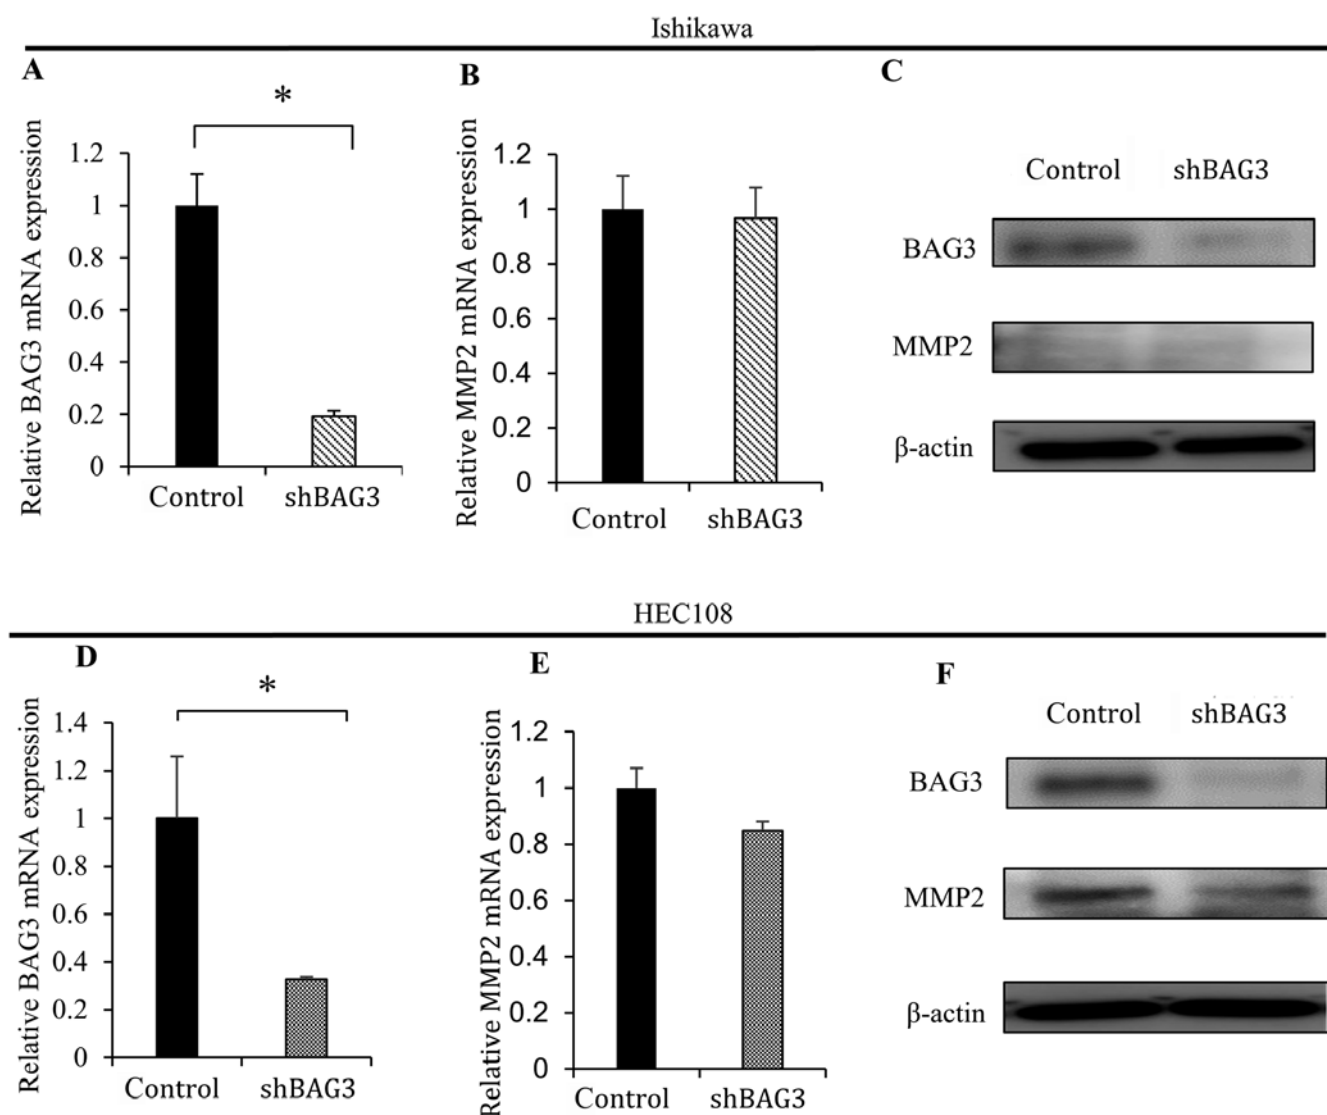 Ishikawa
A
*
Relative BAG3 mRNA expression
1.2
1
0.8
0.6
0.4
0.2
0
Control shBAG3
B
Relative MMP2 mRNA expression
1.2
1
0.8
0.6
0.4
0.2
0
Control shBAG3
C
Control shBAG3
BAG3
MMP2
β-actin
HEC108
D
*
Relative BAG3 mRNA expression
1.4
1.2
1
0.8
0.6
0.4
0.2
0
Control shBAG3
E
Relative MMP2 mRNA expression
1.2
1
0.8
0.6
0.4
0.2
0
Control shBAG3
F
Control shBAG3
BAG3
MMP2
β-actin